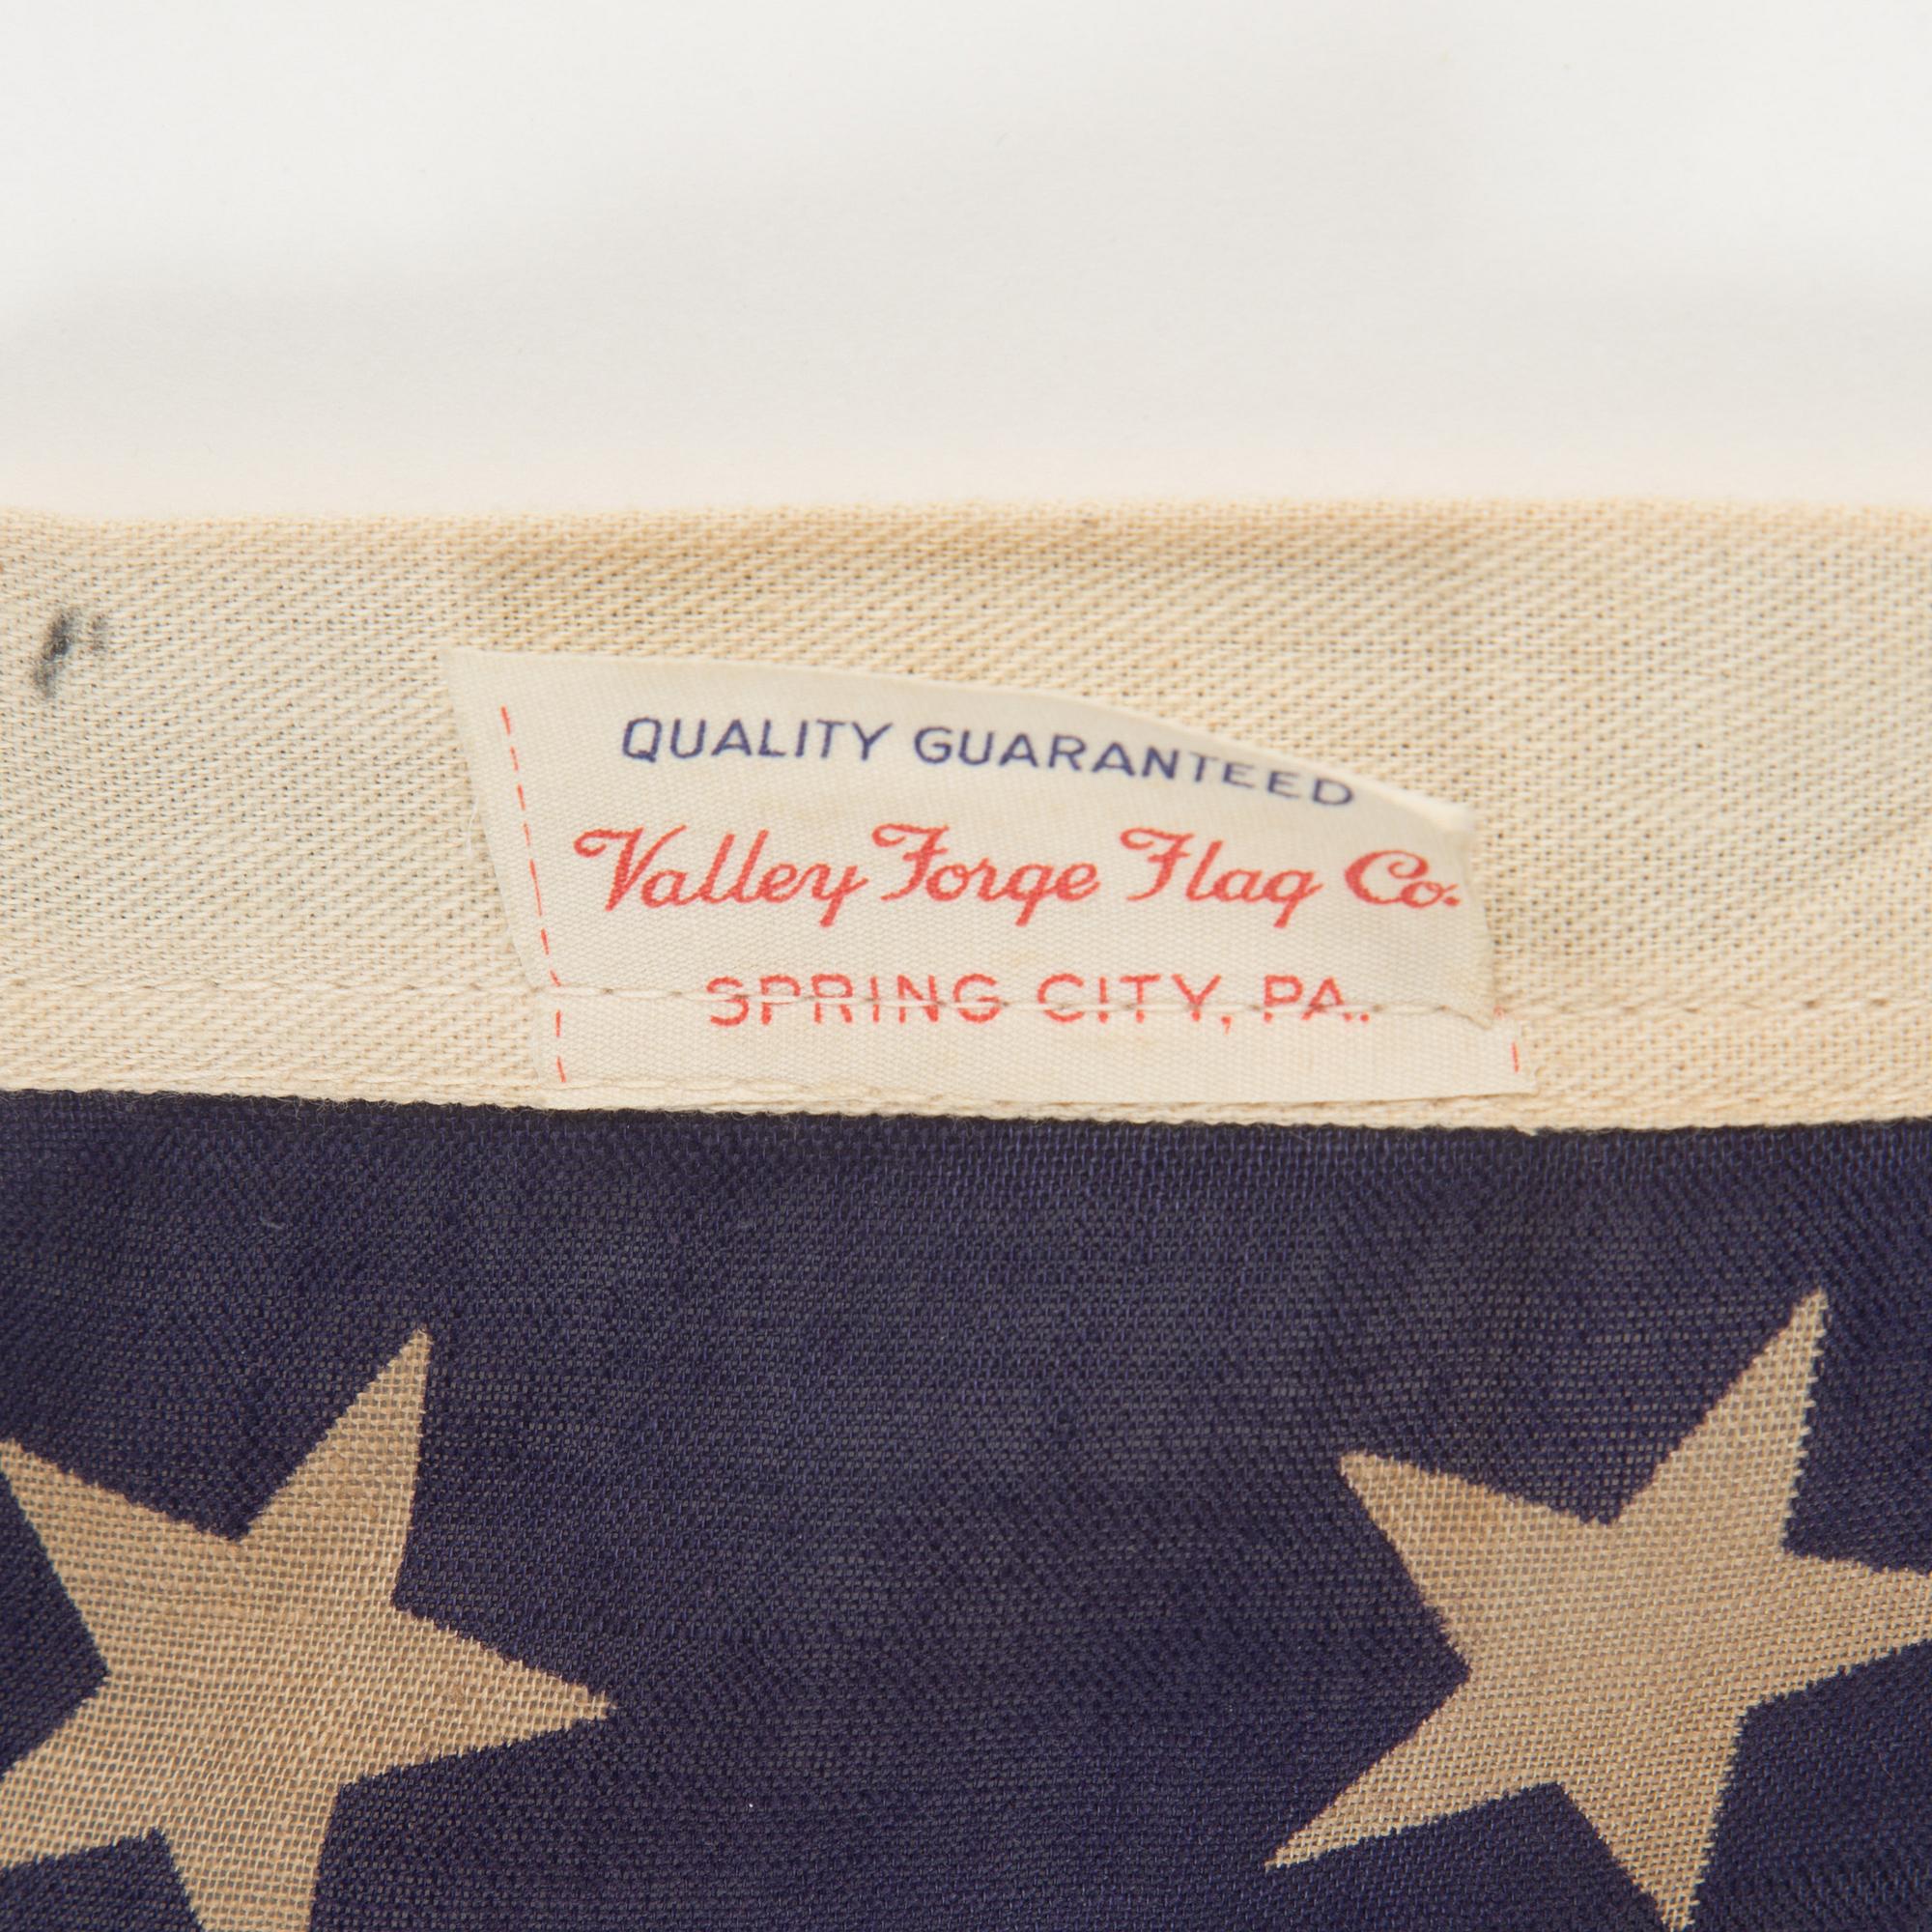 QUALITY GUARANTEED
Valley Forge Flag Co.
SPRING CITY, PA.